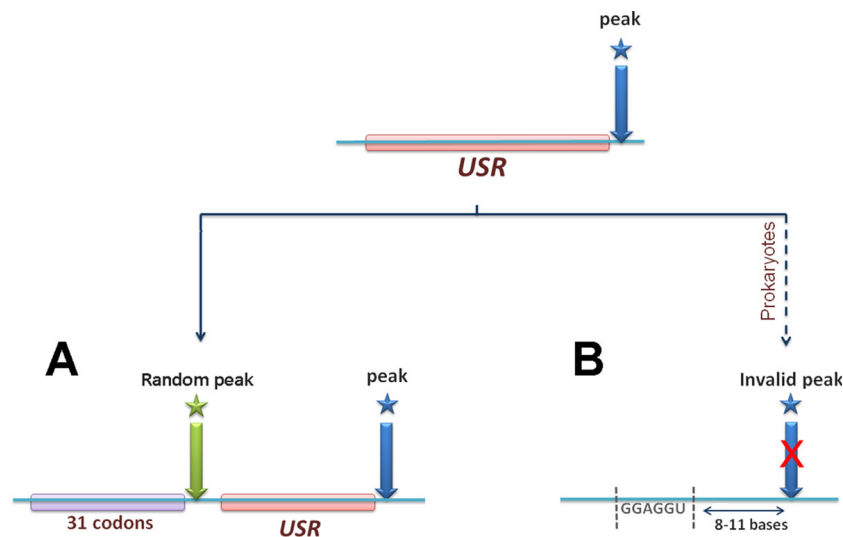 peak
USR
Prokaryotes
A
B
Random peak
peak
Invalid peak
31 codons
USR
GGAGGU
8-11 bases
X